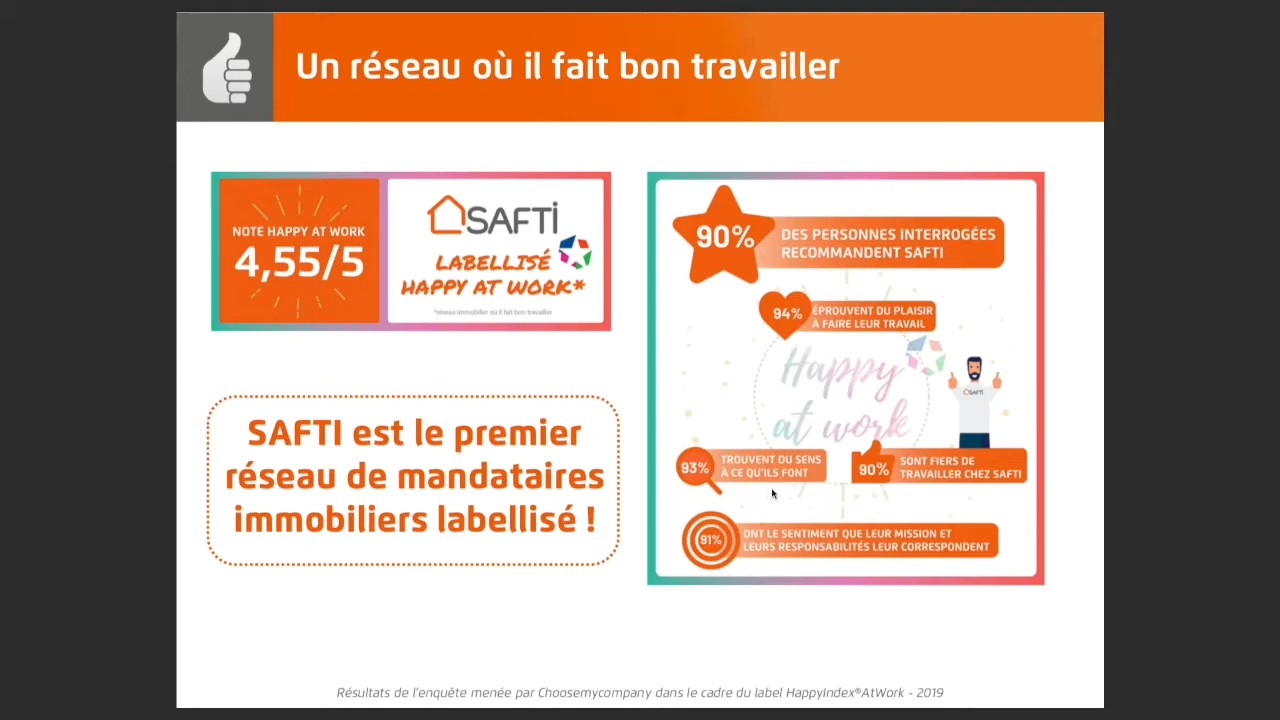 Un réseau où il fait bon travailler
NOTE HAPPY AT WORK
4,55/5
SAFTI
LABELLISÉ
HAPPY AT WORK*
*réseau immobilier où il fait bon travailler
SAFTI est le premier
réseau de mandataires
immobiliers labellisé !
90%
DES PERSONNES INTERROGÉES
RECOMMANDENT SAFTI
94%
ÉPROUVENT DU PLAISIR
À FAIRE LEUR TRAVAIL
Happy
at work
SAFTI
93%
TROUVENT DU SENS
À CE QU'ILS FONT
90%
SONT FIERS DE
TRAVAILLER CHEZ SAFTI
91%
ONT LE SENTIMENT QUE LEUR MISSION ET
LEURS RESPONSABILITÉS LEUR CORRESPONDENT
Résultats de l'enquête menée par Choosemycompany dans le cadre du label HappyIndex®AtWork - 2019